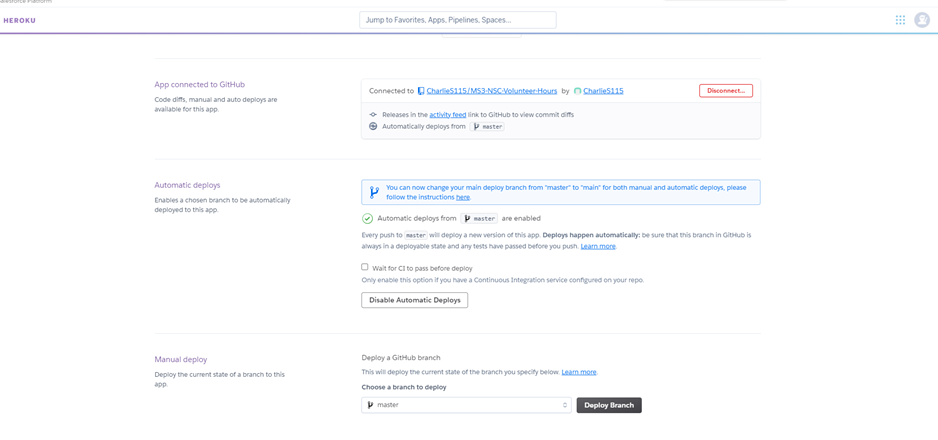 Salesforce Platform
HEROKU
Jump to Favorites, Apps, Pipelines, Spaces...
App connected to GitHub
Code diffs, manual and auto deploys are
available for this app.
Connected to CharlieS115/MS3-NSC-Volunteer-Hours by CharlieS115
Disconnect...
Releases in the activity feed link to GitHub to view commit diffs
Automatically deploys from master
Automatic deploys
Enables a chosen branch to be automatically
deployed to this app.
You can now change your main deploy branch from "master" to "main" for both manual and automatic deploys, please
follow the instructions here.
Automatic deploys from master are enabled
Every push to master will deploy a new version of this app. Deploys happen automatically: be sure that this branch in GitHub is
always in a deployable state and any tests have passed before you push. Learn more.
Wait for CI to pass before deploy
Only enable this option if you have a Continuous Integration service configured on your repo.
Disable Automatic Deploys
Manual deploy
Deploy the current state of a branch to this
app.
Deploy a GitHub branch
This will deploy the current state of the branch you specify below. Learn more.
Choose a branch to deploy
master
Deploy Branch